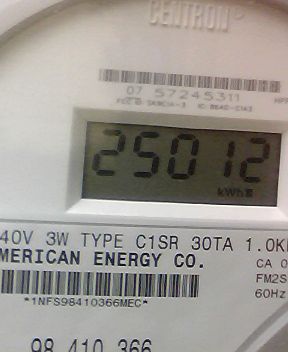 CENTRON®
07 57245311
25012
kWh
40V 3W TYPE C1SR 30TA 1.0K
MERICAN ENERGY CO.
CA 0
FM2S
60Hz
*1NFS98410366MEC*
98 410 366